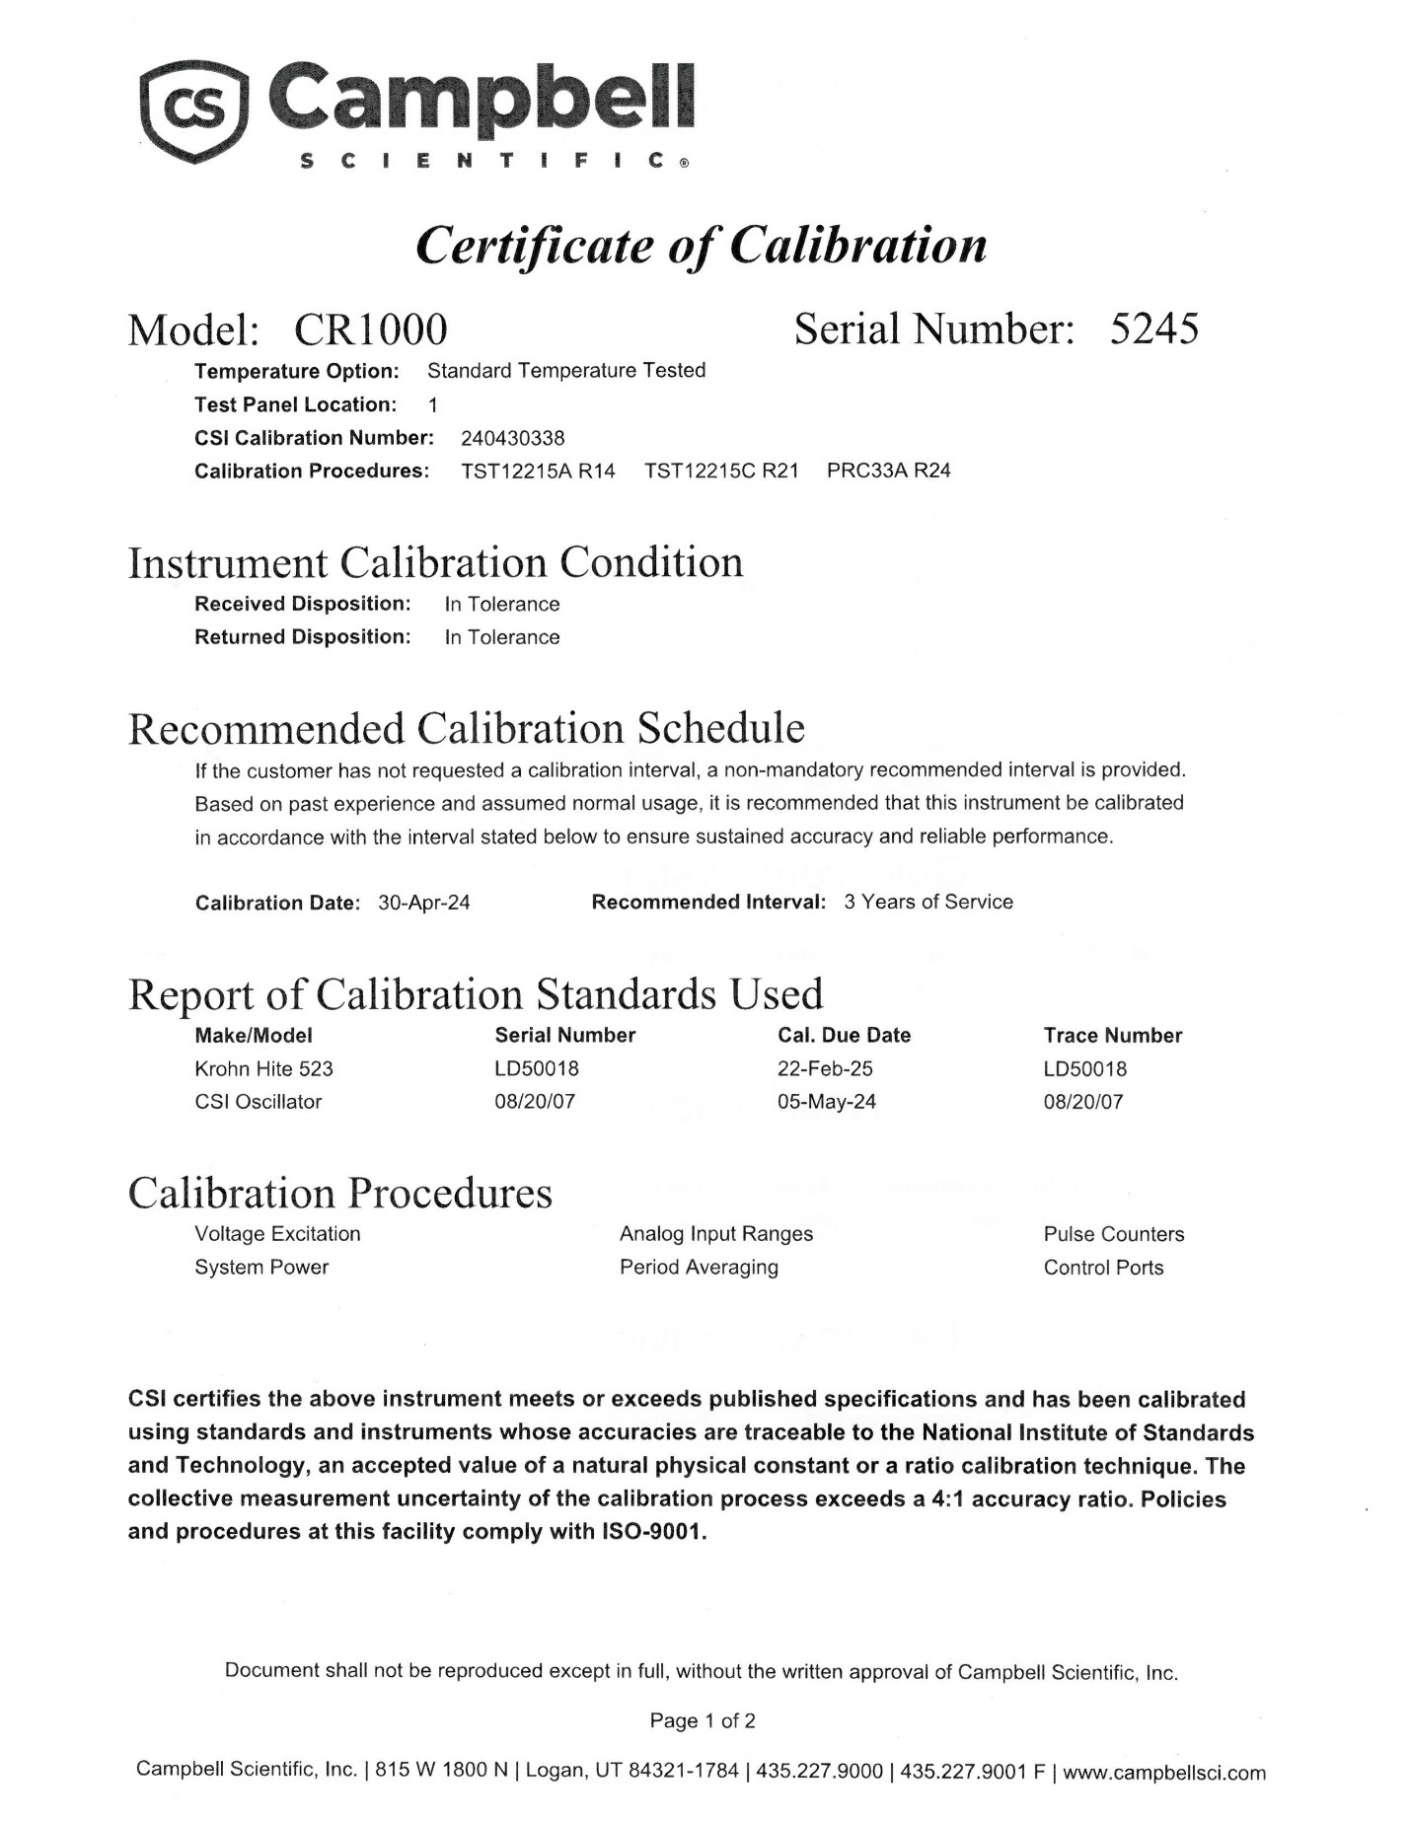 CS Campbell
SCIENTIFIC®
Certificate of Calibration
Model: CR1000 Serial Number: 5245
Temperature Option: Standard Temperature Tested
Test Panel Location: 1
CSI Calibration Number: 240430338
Calibration Procedures: TST12215A R14 TST12215C R21 PRC33A R24
Instrument Calibration Condition
Received Disposition: In Tolerance
Returned Disposition: In Tolerance
Recommended Calibration Schedule
If the customer has not requested a calibration interval, a non-mandatory recommended interval is provided.
Based on past experience and assumed normal usage, it is recommended that this instrument be calibrated
in accordance with the interval stated below to ensure sustained accuracy and reliable performance.
Calibration Date: 30-Apr-24 Recommended Interval: 3 Years of Service
Report of Calibration Standards Used
Make/Model Serial Number Cal. Due Date Trace Number
Krohn Hite 523 LD50018 22-Feb-25 LD50018
CSI Oscillator 08/20/07 05-May-24 08/20/07
Calibration Procedures
Voltage Excitation Analog Input Ranges Pulse Counters
System Power Period Averaging Control Ports
CSI certifies the above instrument meets or exceeds published specifications and has been calibrated
using standards and instruments whose accuracies are traceable to the National Institute of Standards
and Technology, an accepted value of a natural physical constant or a ratio calibration technique. The
collective measurement uncertainty of the calibration process exceeds a 4:1 accuracy ratio. Policies
and procedures at this facility comply with ISO-9001.
Document shall not be reproduced except in full, without the written approval of Campbell Scientific, Inc.
Page 1 of 2
Campbell Scientific, Inc. | 815 W 1800 N | Logan, UT 84321-1784 | 435.227.9000 | 435.227.9001 F | www.campbellsci.com